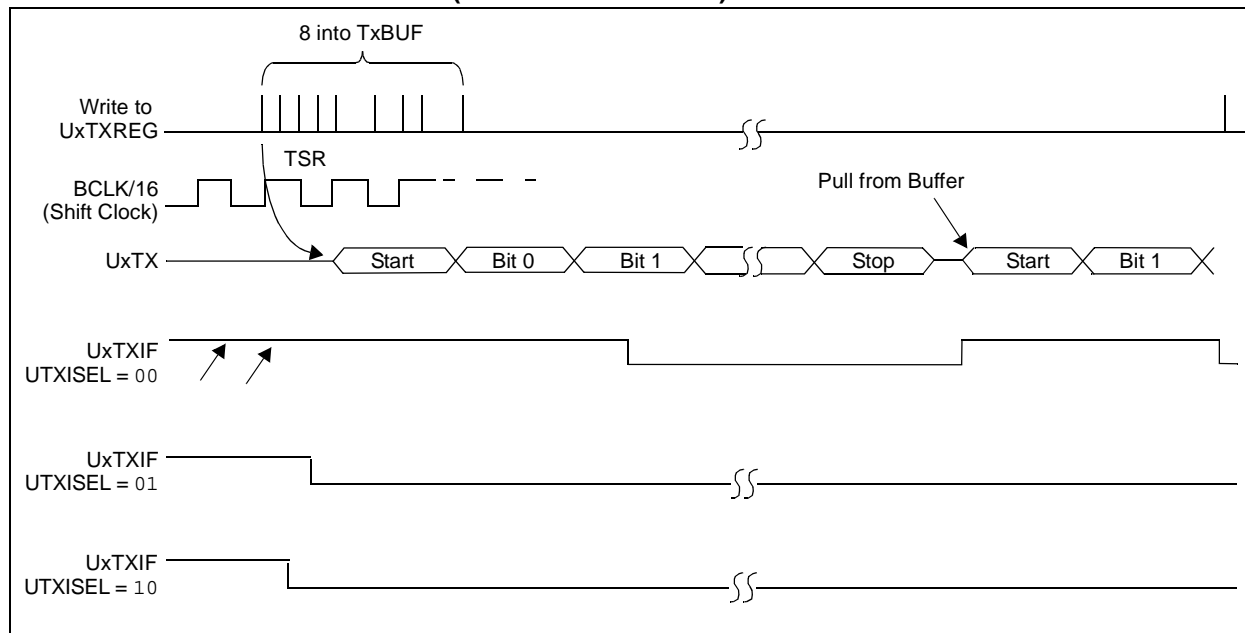 8 into TxBUF
Write to
UxTXREG
TSR
BCLK/16
(Shift Clock)
Pull from Buffer
UxTX
Start
Bit 0
Bit 1
Stop
Start
Bit 1
UxTXIF
UTXISEL = 00
UxTXIF
UTXISEL = 01
UxTXIF
UTXISEL = 10